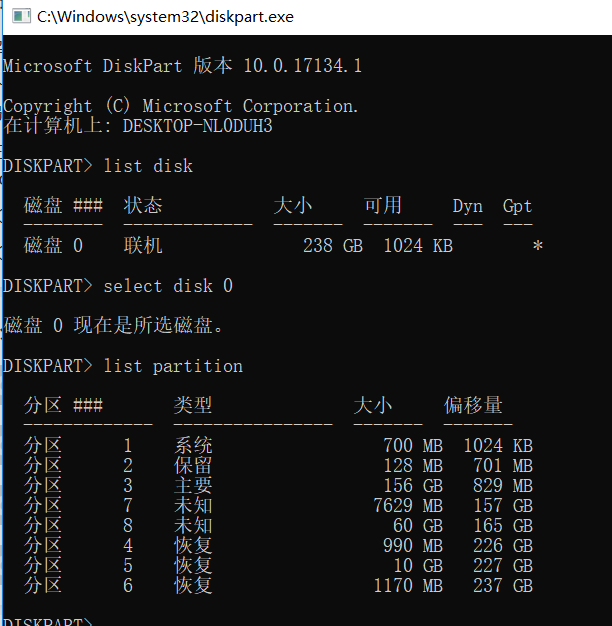 C:\Windows\system32\diskpart.exe
Microsoft DiskPart 版本 10.0.17134.1
Copyright (C) Microsoft Corporation.
在计算机上: DESKTOP-NL0DUH3
DISKPART> list disk
磁盘 ### 状态 大小 可用 Dyn Gpt
-------- ------------- ------- ------- --- ---
磁盘 0 联机 238 GB 1024 KB *
DISKPART> select disk 0
磁盘 0 现在是所选磁盘。
DISKPART> list partition
分区 ### 类型 大小 偏移量
------------- ---------------- ------- -------
分区 1 系统 700 MB 1024 KB
分区 2 保留 128 MB 701 MB
分区 3 主要 156 GB 829 MB
分区 7 未知 7629 MB 157 GB
分区 8 未知 60 GB 165 GB
分区 4 恢复 990 MB 226 GB
分区 5 恢复 10 GB 227 GB
分区 6 恢复 1170 MB 237 GB
DISKPART>